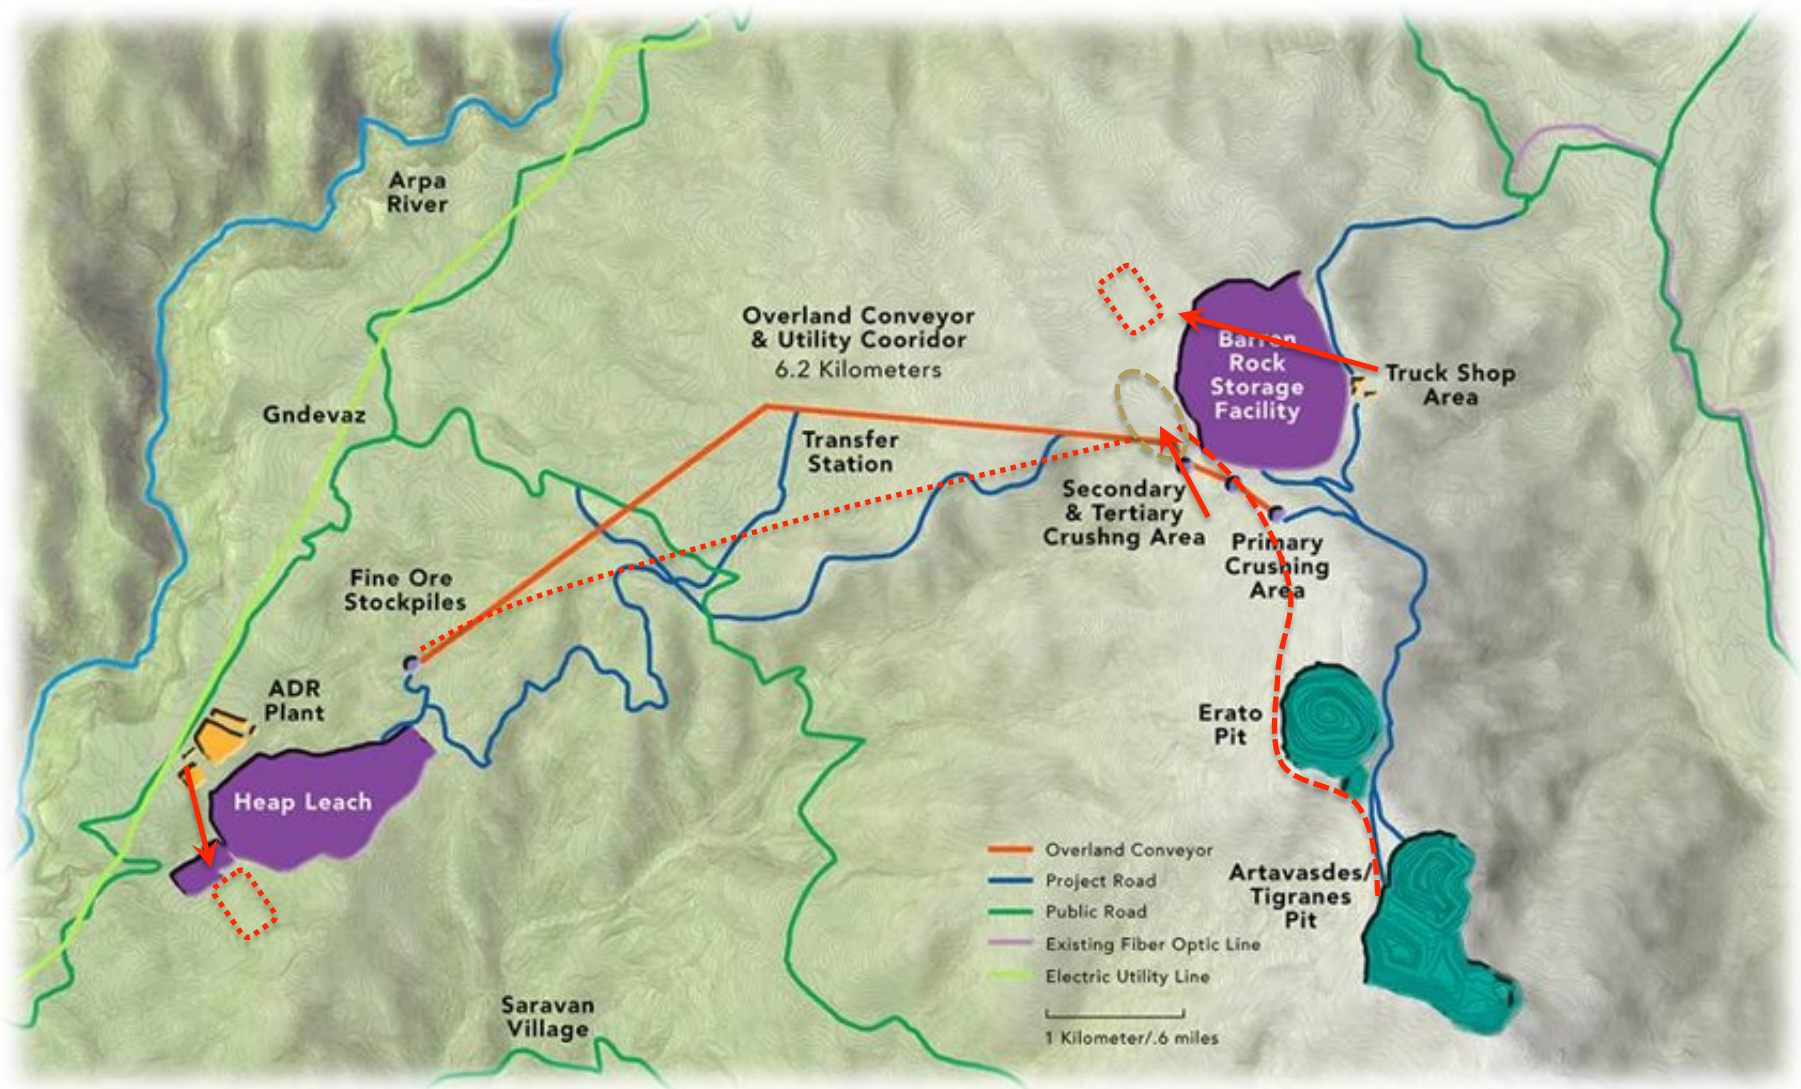 Arpa
River
Overland Conveyor
& Utility Cooridor
6.2 Kilometers
Barren
Rock
Storage
Facility
Truck Shop
Area
Gndevaz
Transfer
Station
Secondary
& Tertiary
Crushng Area
Primary
Crushing
Area
Fine Ore
Stockpiles
ADR
Plant
Erato
Pit
Heap Leach
Artavasdes/
Tigranes
Pit
Overland Conveyor
Project Road
Public Road
Existing Fiber Optic Line
Electric Utility Line
1 Kilometer/.6 miles
Saravan
Village